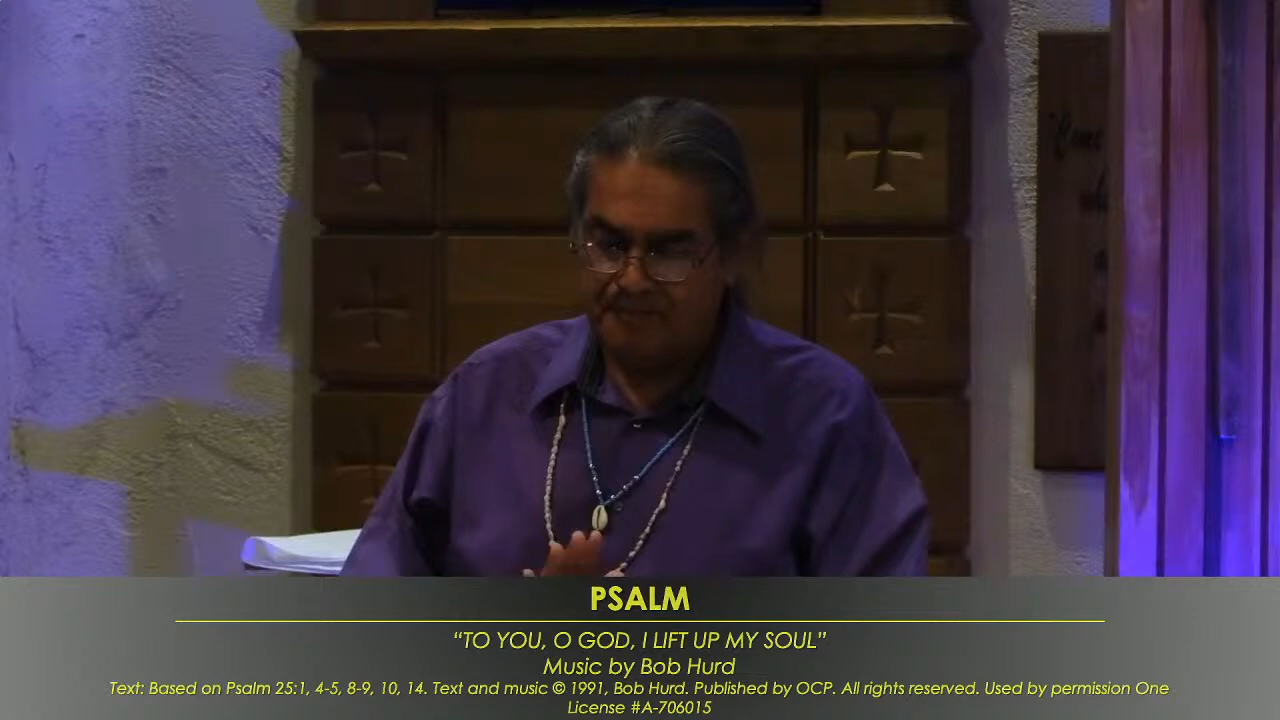 "Come
PSALM
“TO YOU, O GOD, I LIFT UP MY SOUL”
Music by Bob Hurd
Text: Based on Psalm 25:1, 4-5, 8-9, 10, 14. Text and music © 1991, Bob Hurd. Published by OCP. All rights reserved. Used by permission One
License #A-706015